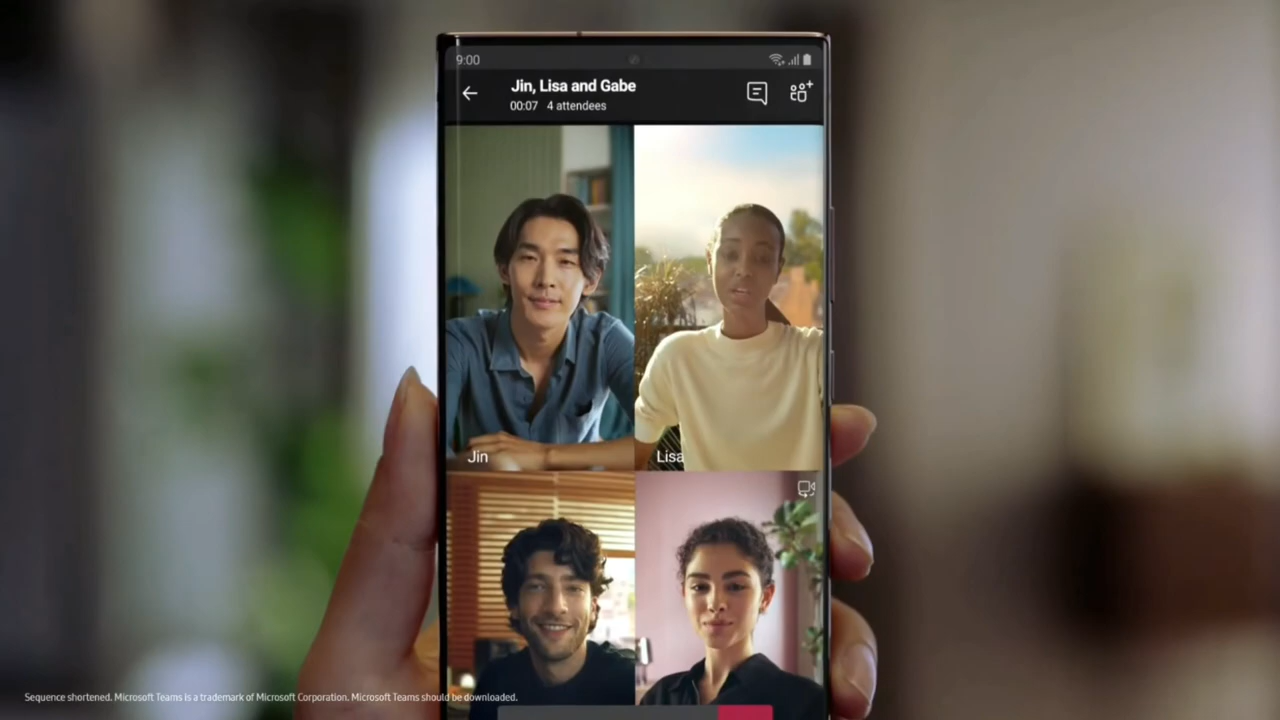 9:00
Jin, Lisa and Gabe
00:07 4 attendees
Jin
Lisa
Sequence shortened. Microsoft Teams is a trademark of Microsoft Corporation. Microsoft Teams should be downloaded.